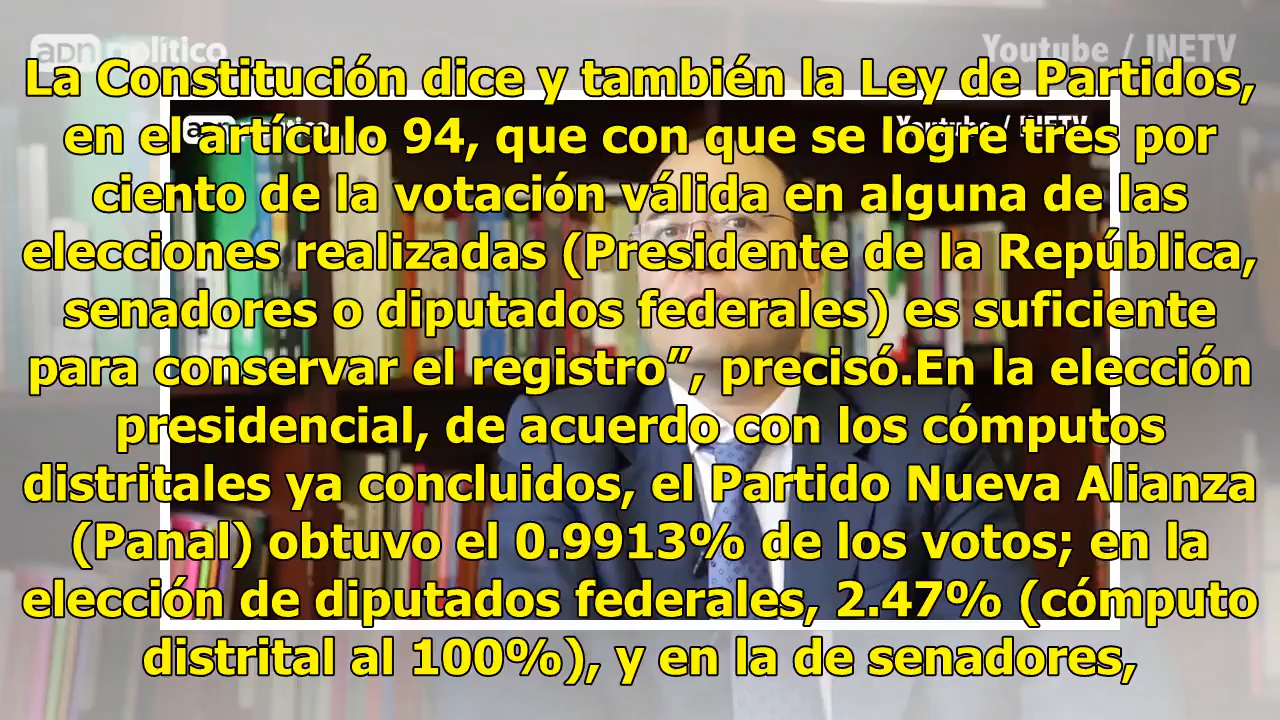 adn político
Youtube / INETV
La Constitución dice y también la Ley de Partidos,
en el artículo 94, que con que se logre tres por
ciento de la votación válida en alguna de las
elecciones realizadas (Presidente de la República,
senadores o diputados federales) es suficiente
para conservar el registro”, precisó.En la elección
presidencial, de acuerdo con los cómputos
distritales ya concluidos, el Partido Nueva Alianza
(Panal) obtuvo el 0.9913% de los votos; en la
elección de diputados federales, 2.47% (cómputo
distrital al 100%), y en la de senadores,